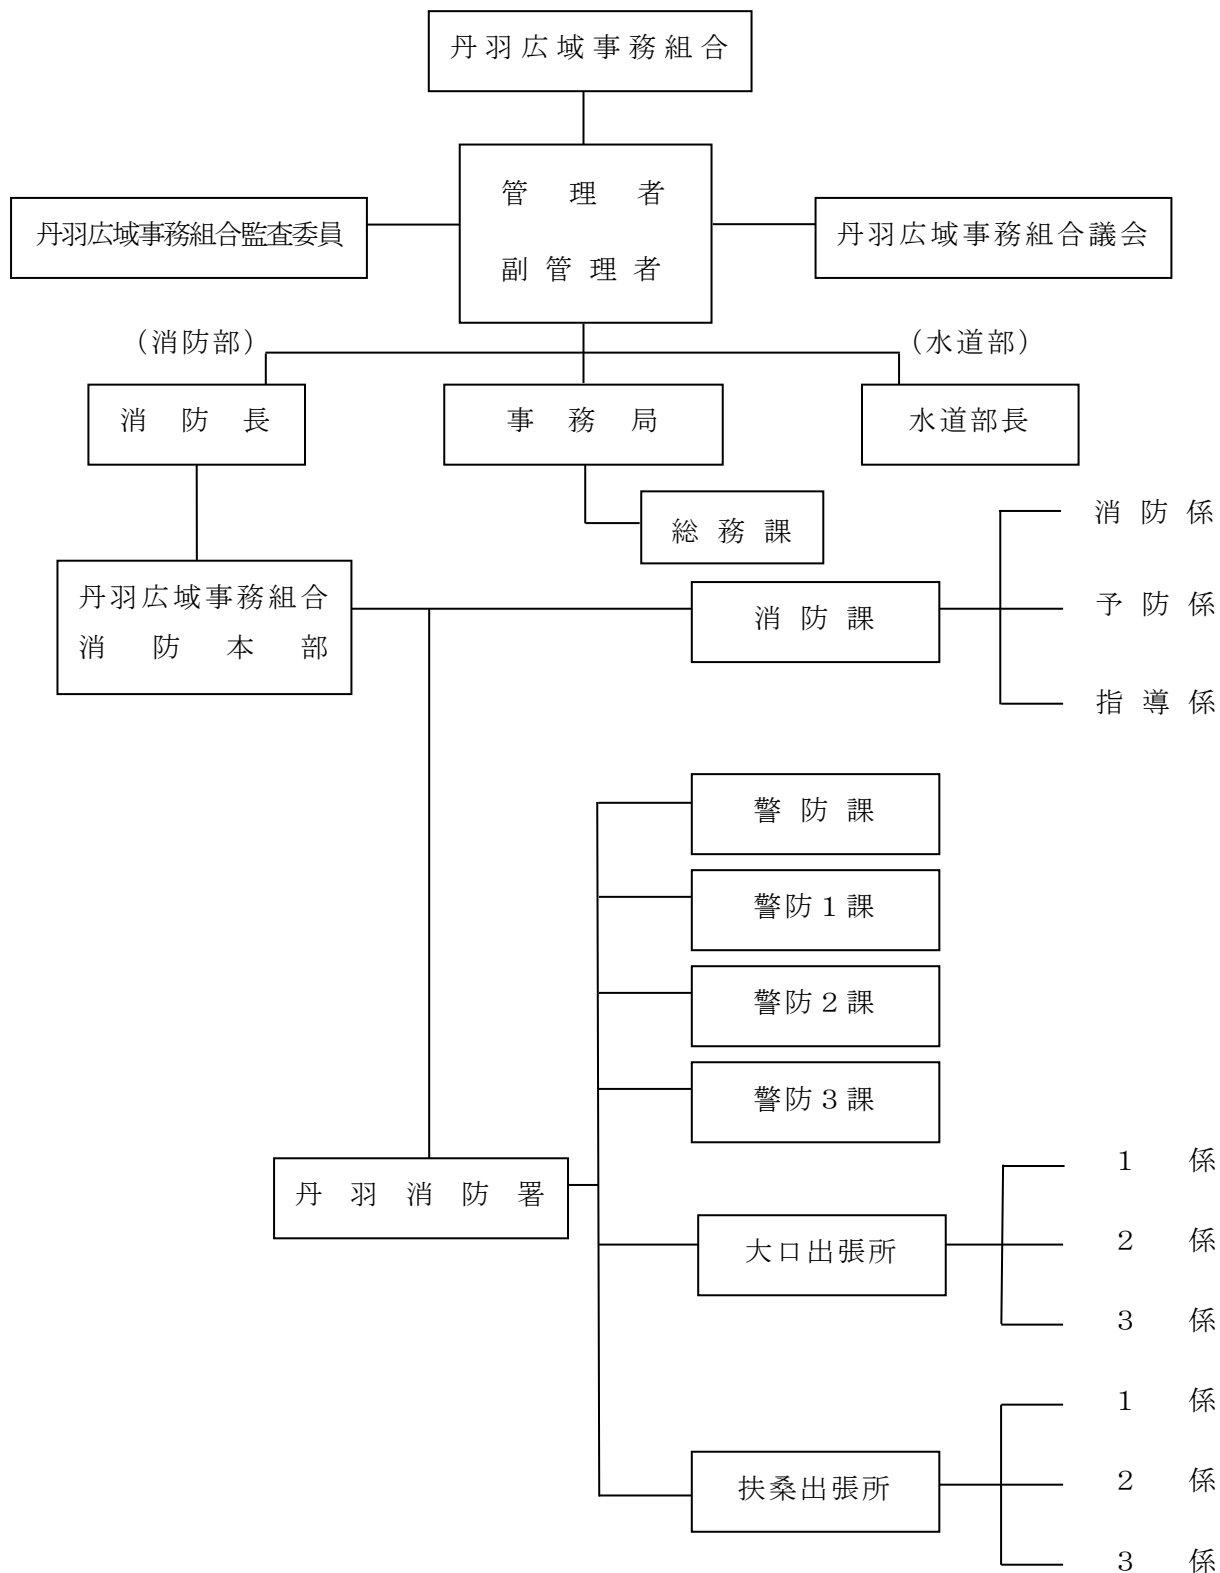 丹羽広域事務組合
管理者
副管理者
丹羽広域事務組合監査委員
丹羽広域事務組合議会
（消防部）
（水道部）
消防長
事務局
水道部長
総務課
丹羽広域事務組合
消防本部
消防課
消防係
予防係
指導係
警防課
警防１課
警防２課
警防３課
丹羽消防署
大口出張所
１係
２係
３係
扶桑出張所
１係
２係
３係